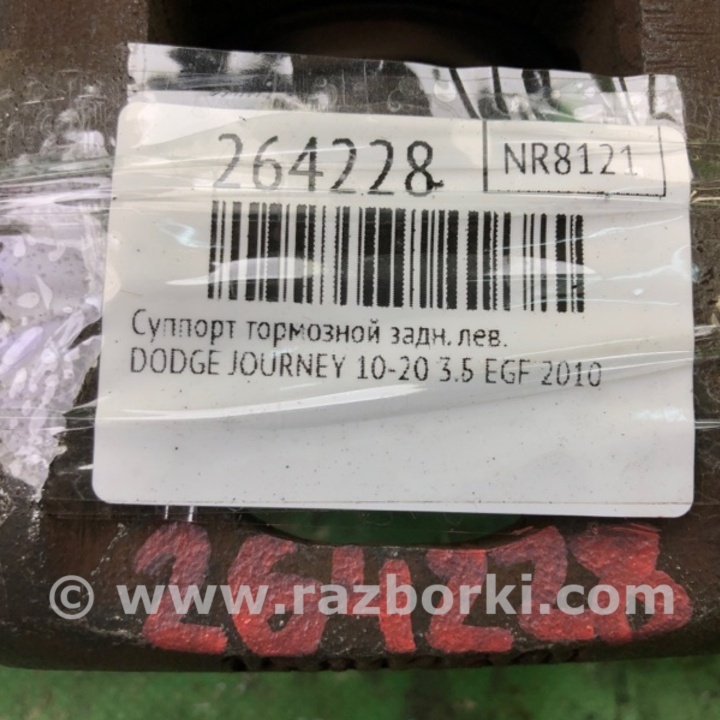 264228
NR8121
Суппорт тормозной задн. лев.
DODGE JOURNEY 10-20 3.5 EGF 2010
264228
© www.razborki.com